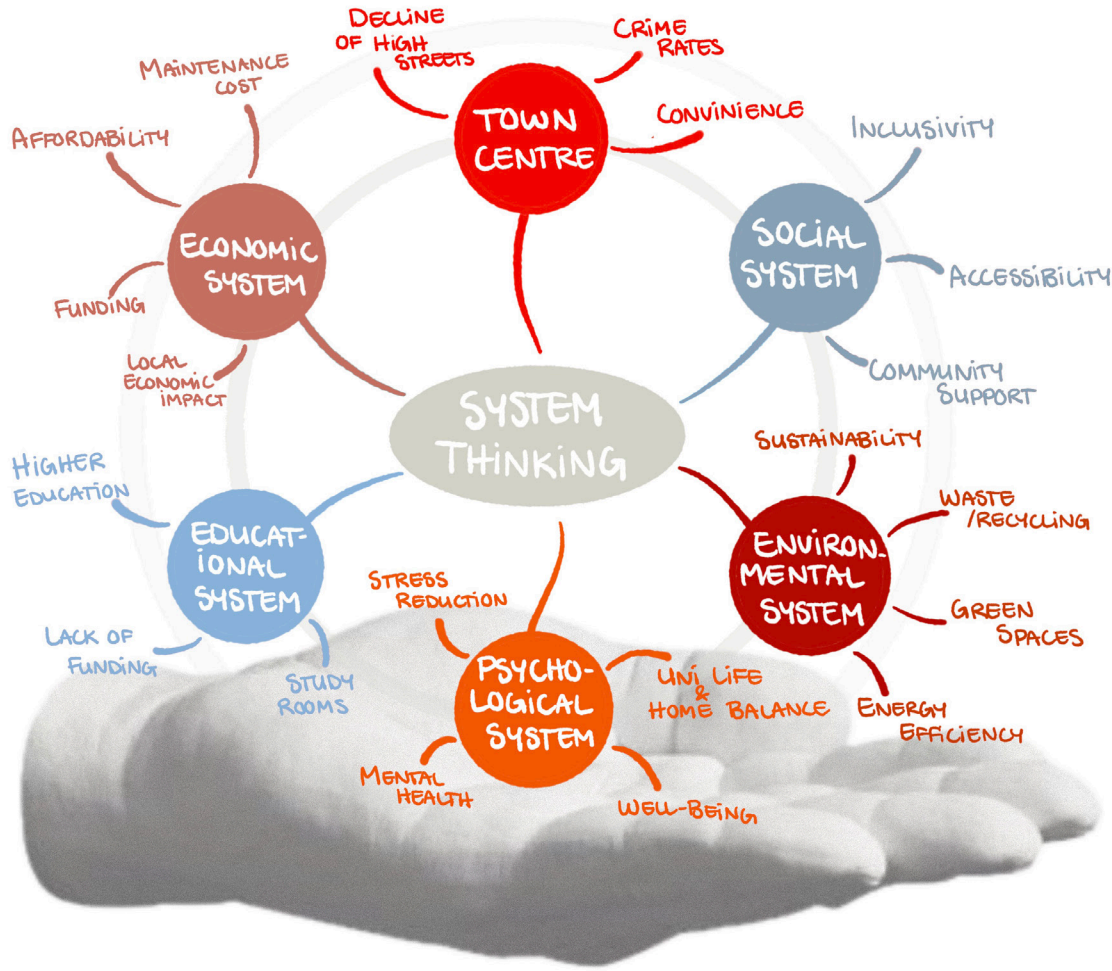 DECLINE
OF HIGH
STREETS
CRIME
RATES
CONVINIENCE
TOWN
CENTRE
MAINTENANCE
COST
AFFORDABILITY
FUNDING
LOCAL
ECONOMIC
IMPACT
ECONOMIC
SYSTEM
INCLUSIVITY
ACCESSIBILITY
COMMUNITY
SUPPORT
SOCIAL
SYSTEM
SYSTEM
THINKING
HIGHER
EDUCATION
LACK OF
FUNDING
STUDY
ROOMS
EDUCAT-
IONAL
SYSTEM
SUSTAINABILITY
WASTE
/RECYCLING
GREEN
SPACES
ENERGY
EFFICIENCY
ENVIRON-
MENTAL
SYSTEM
STRESS
REDUCTION
UNI LIFE
&
HOME BALANCE
MENTAL
HEALTH
WELL-BEING
PSYCHO-
LOGICAL
SYSTEM